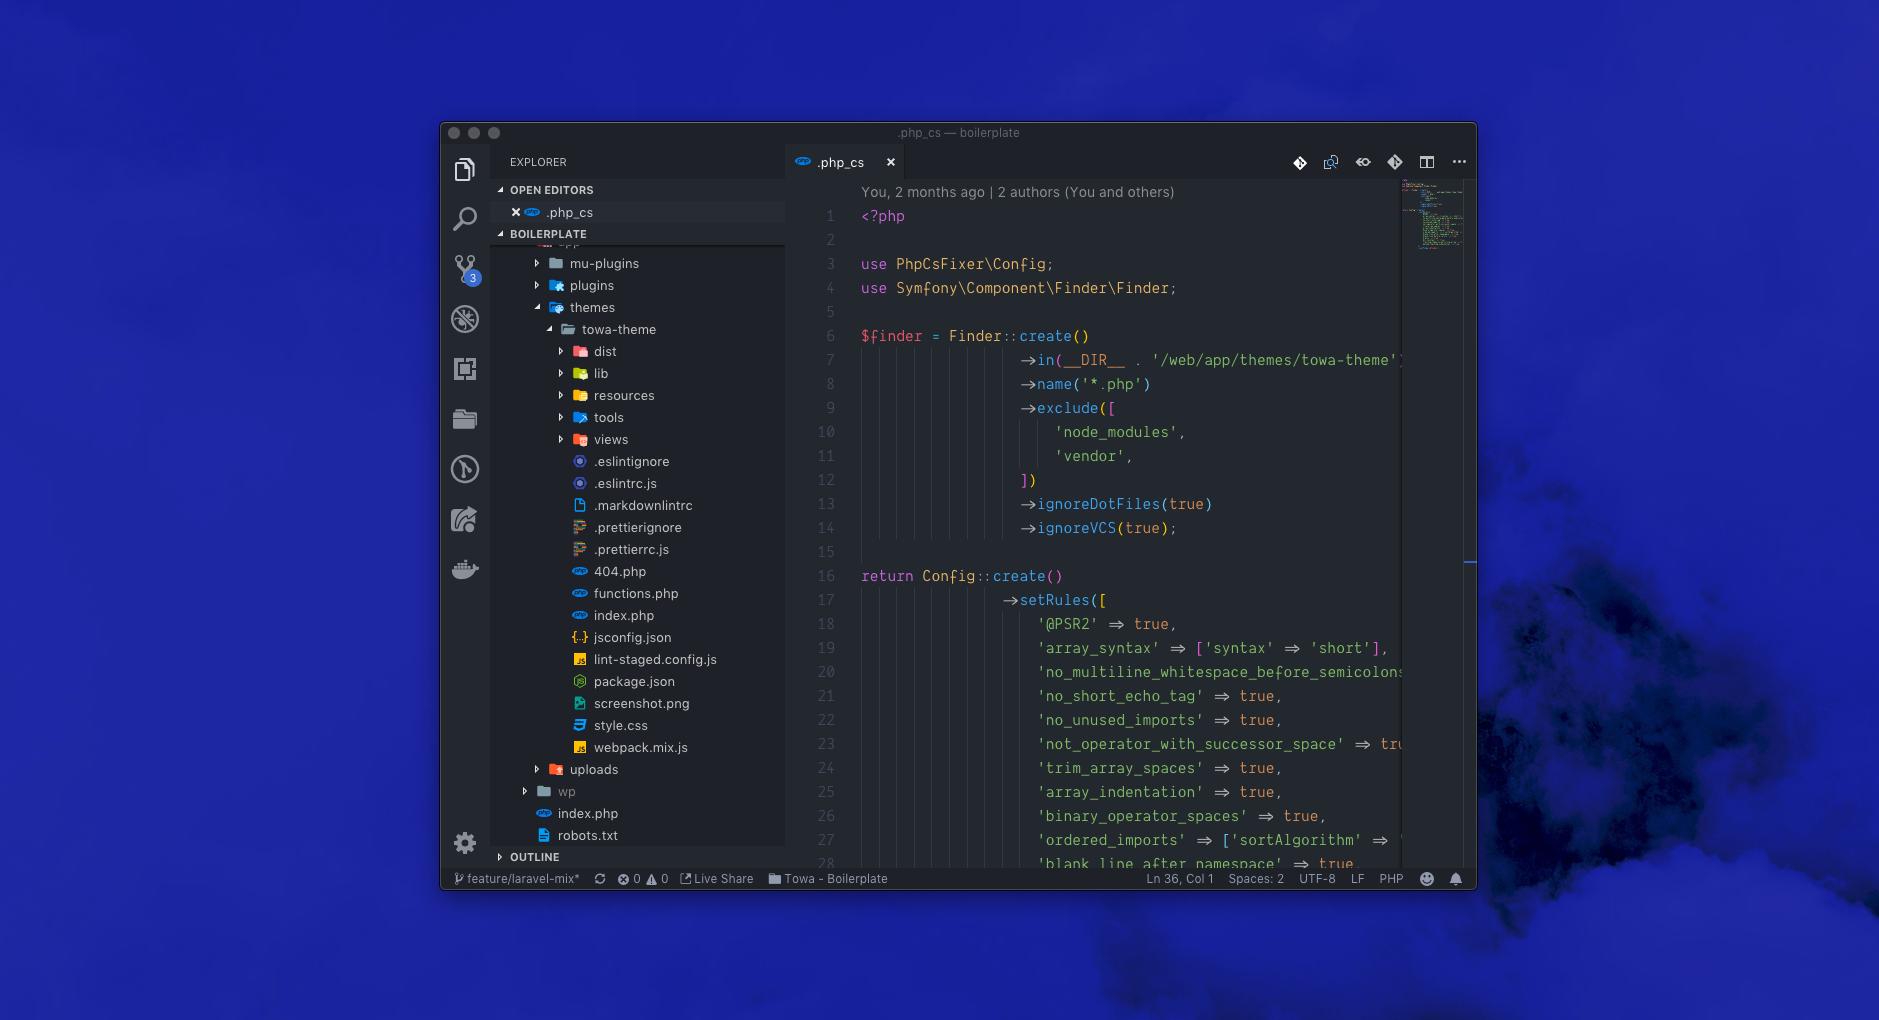 .php_cs — boilerplate
EXPLORER
OPEN EDITORS
.php_cs
BOILERPLATE
app
mu-plugins
plugins
themes
towa-theme
dist
lib
resources
tools
views
.eslintignore
.eslintrc.js
.markdownlintrc
.prettierignore
.prettierrc.js
404.php
functions.php
index.php
jsconfig.json
lint-staged.config.js
package.json
screenshot.png
style.css
webpack.mix.js
uploads
wp
index.php
robots.txt
OUTLINE
3
.php_cs
You, 2 months ago | 2 authors (You and others)
1 <?php
2
3 use PhpCsFixer\Config;
4 use Symfony\Component\Finder\Finder;
5
6 $finder = Finder::create()
7 ->in(__DIR__ . '/web/app/themes/towa-theme')
8 ->name('*.php')
9 ->exclude([
10 'node_modules',
11 'vendor',
12 ])
13 ->ignoreDotFiles(true)
14 ->ignoreVCS(true);
15
16 return Config::create()
17 ->setRules([
18 '@PSR2' => true,
19 'array_syntax' => ['syntax' => 'short'],
20 'no_multiline_whitespace_before_semicolons
21 'no_short_echo_tag' => true,
22 'no_unused_imports' => true,
23 'not_operator_with_successor_space' => tru
24 'trim_array_spaces' => true,
25 'array_indentation' => true,
26 'binary_operator_spaces' => true,
27 'ordered_imports' => ['sortAlgorithm' => '
28 'blank_line_after_namespace' => true,
feature/laravel-mix* 0 0 Live Share Towa - Boilerplate Ln 36, Col 1 Spaces: 2 UTF-8 LF PHP